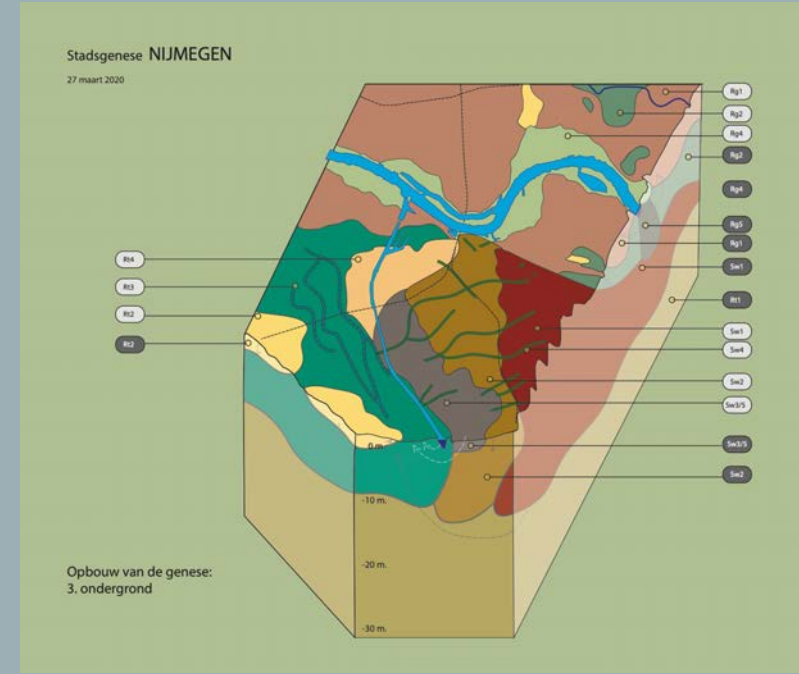 Stadsgenese NIJMEGEN
27 maart 2020
Rg1
Rg2
Rg4
Rg2
Rg4
Rg5
Rg1
Sw1
Rt1
Sw1
Sw4
Sw2
Sw3/5
Sw3/5
Sw2
Rt4
Rt3
Rt2
Rt2
0 m.
-10 m.
-20 m.
-30 m.
Opbouw van de genese:
3. ondergrond